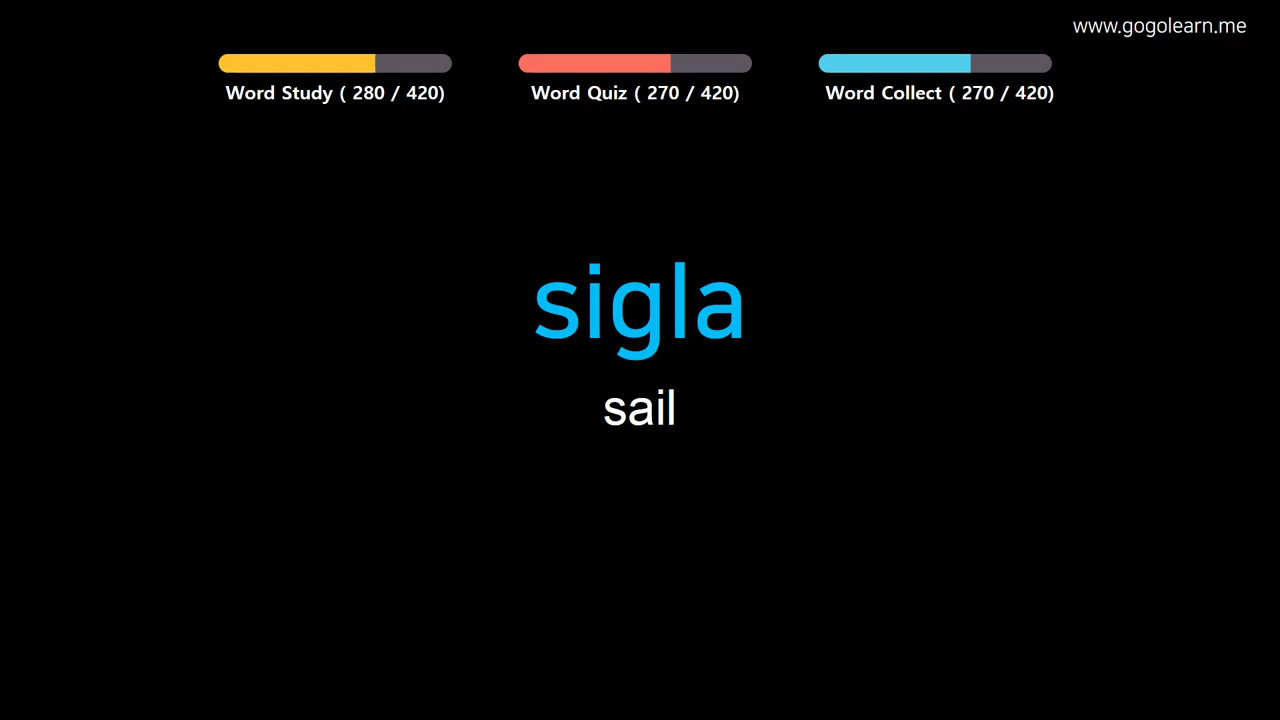 www.gogolearn.me
Word Study ( 280 / 420)
Word Quiz ( 270 / 420)
Word Collect ( 270 / 420)
sigla
sail